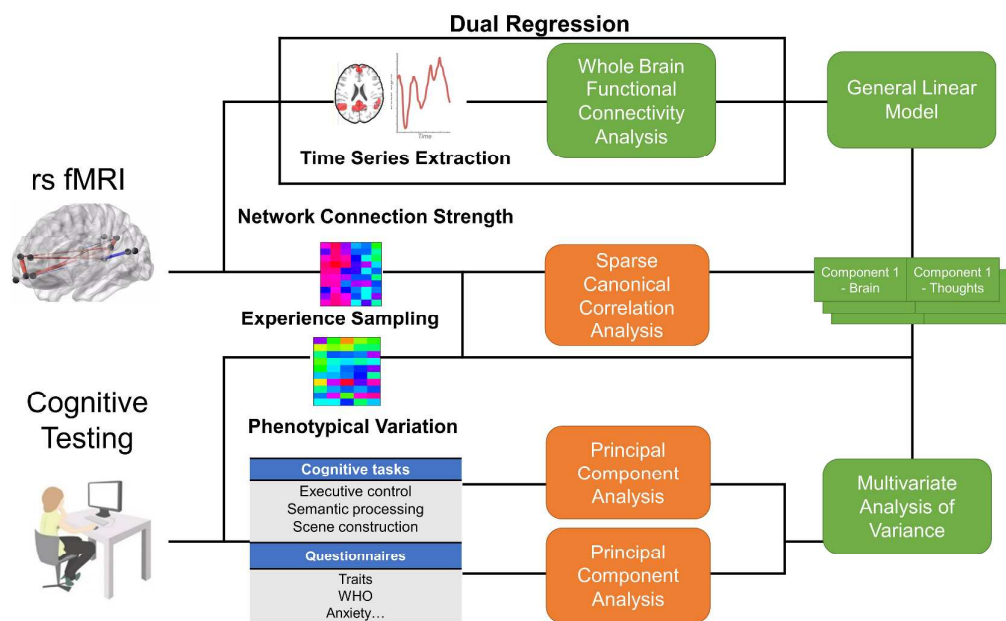 Dual Regression
Whole Brain
Functional
Connectivity
Analysis
General Linear
Model
Time
Time Series Extraction
rs fMRI
Network Connection Strength
Sparse
Canonical
Correlation
Analysis
Component 1
- Brain
Component 1
- Thoughts
Experience Sampling
Cognitive
Testing
Phenotypical Variation
Cognitive tasks
Executive control
Semantic processing
Scene construction
Questionnaires
Traits
WHO
Anxiety…
Principal
Component
Analysis
Principal
Component
Analysis
Multivariate
Analysis of
Variance